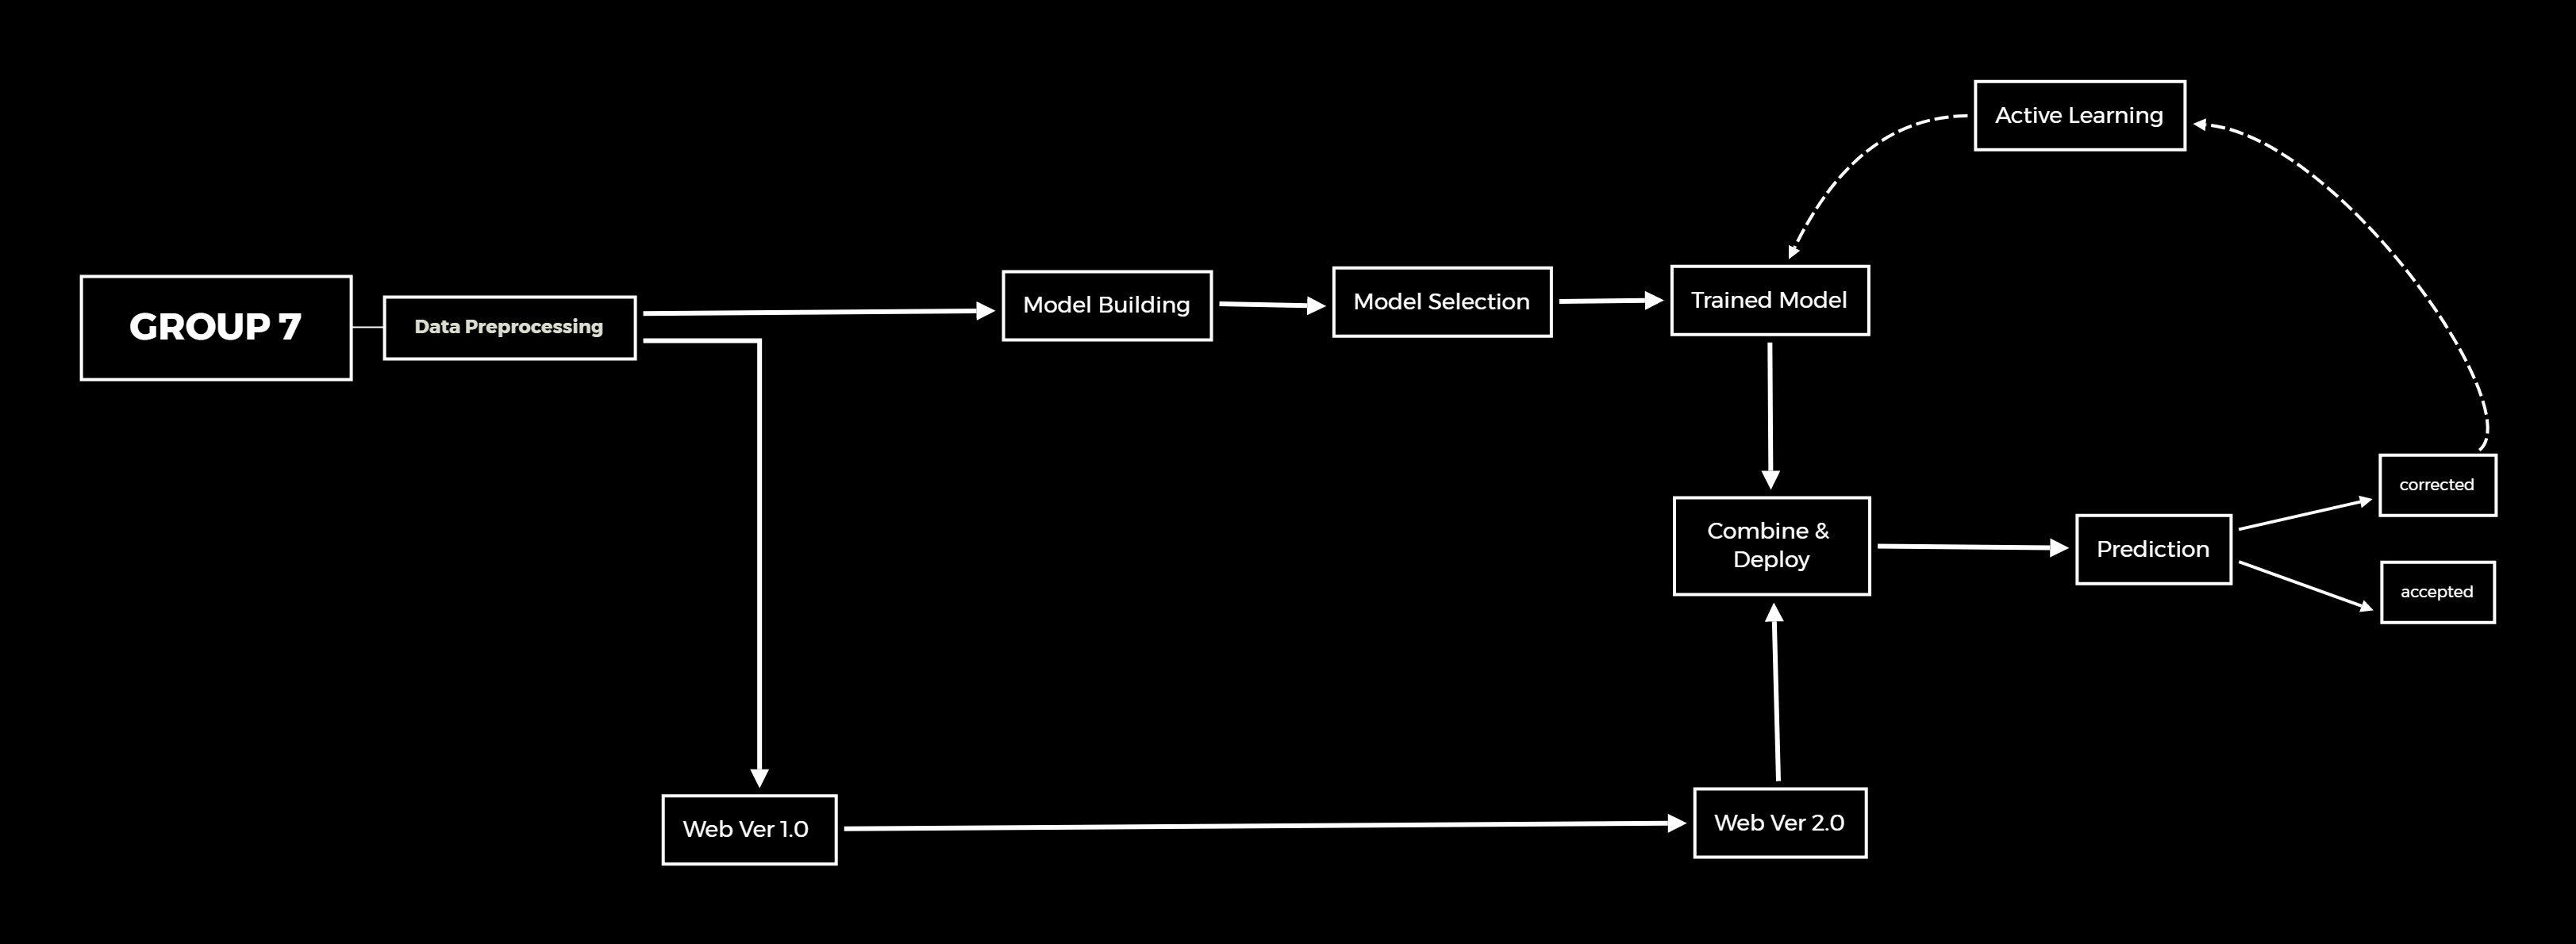 GROUP 7
Data Preprocessing
Model Building
Model Selection
Trained Model
Active Learning
Combine &
Deploy
Prediction
corrected
accepted
Web Ver 1.0
Web Ver 2.0